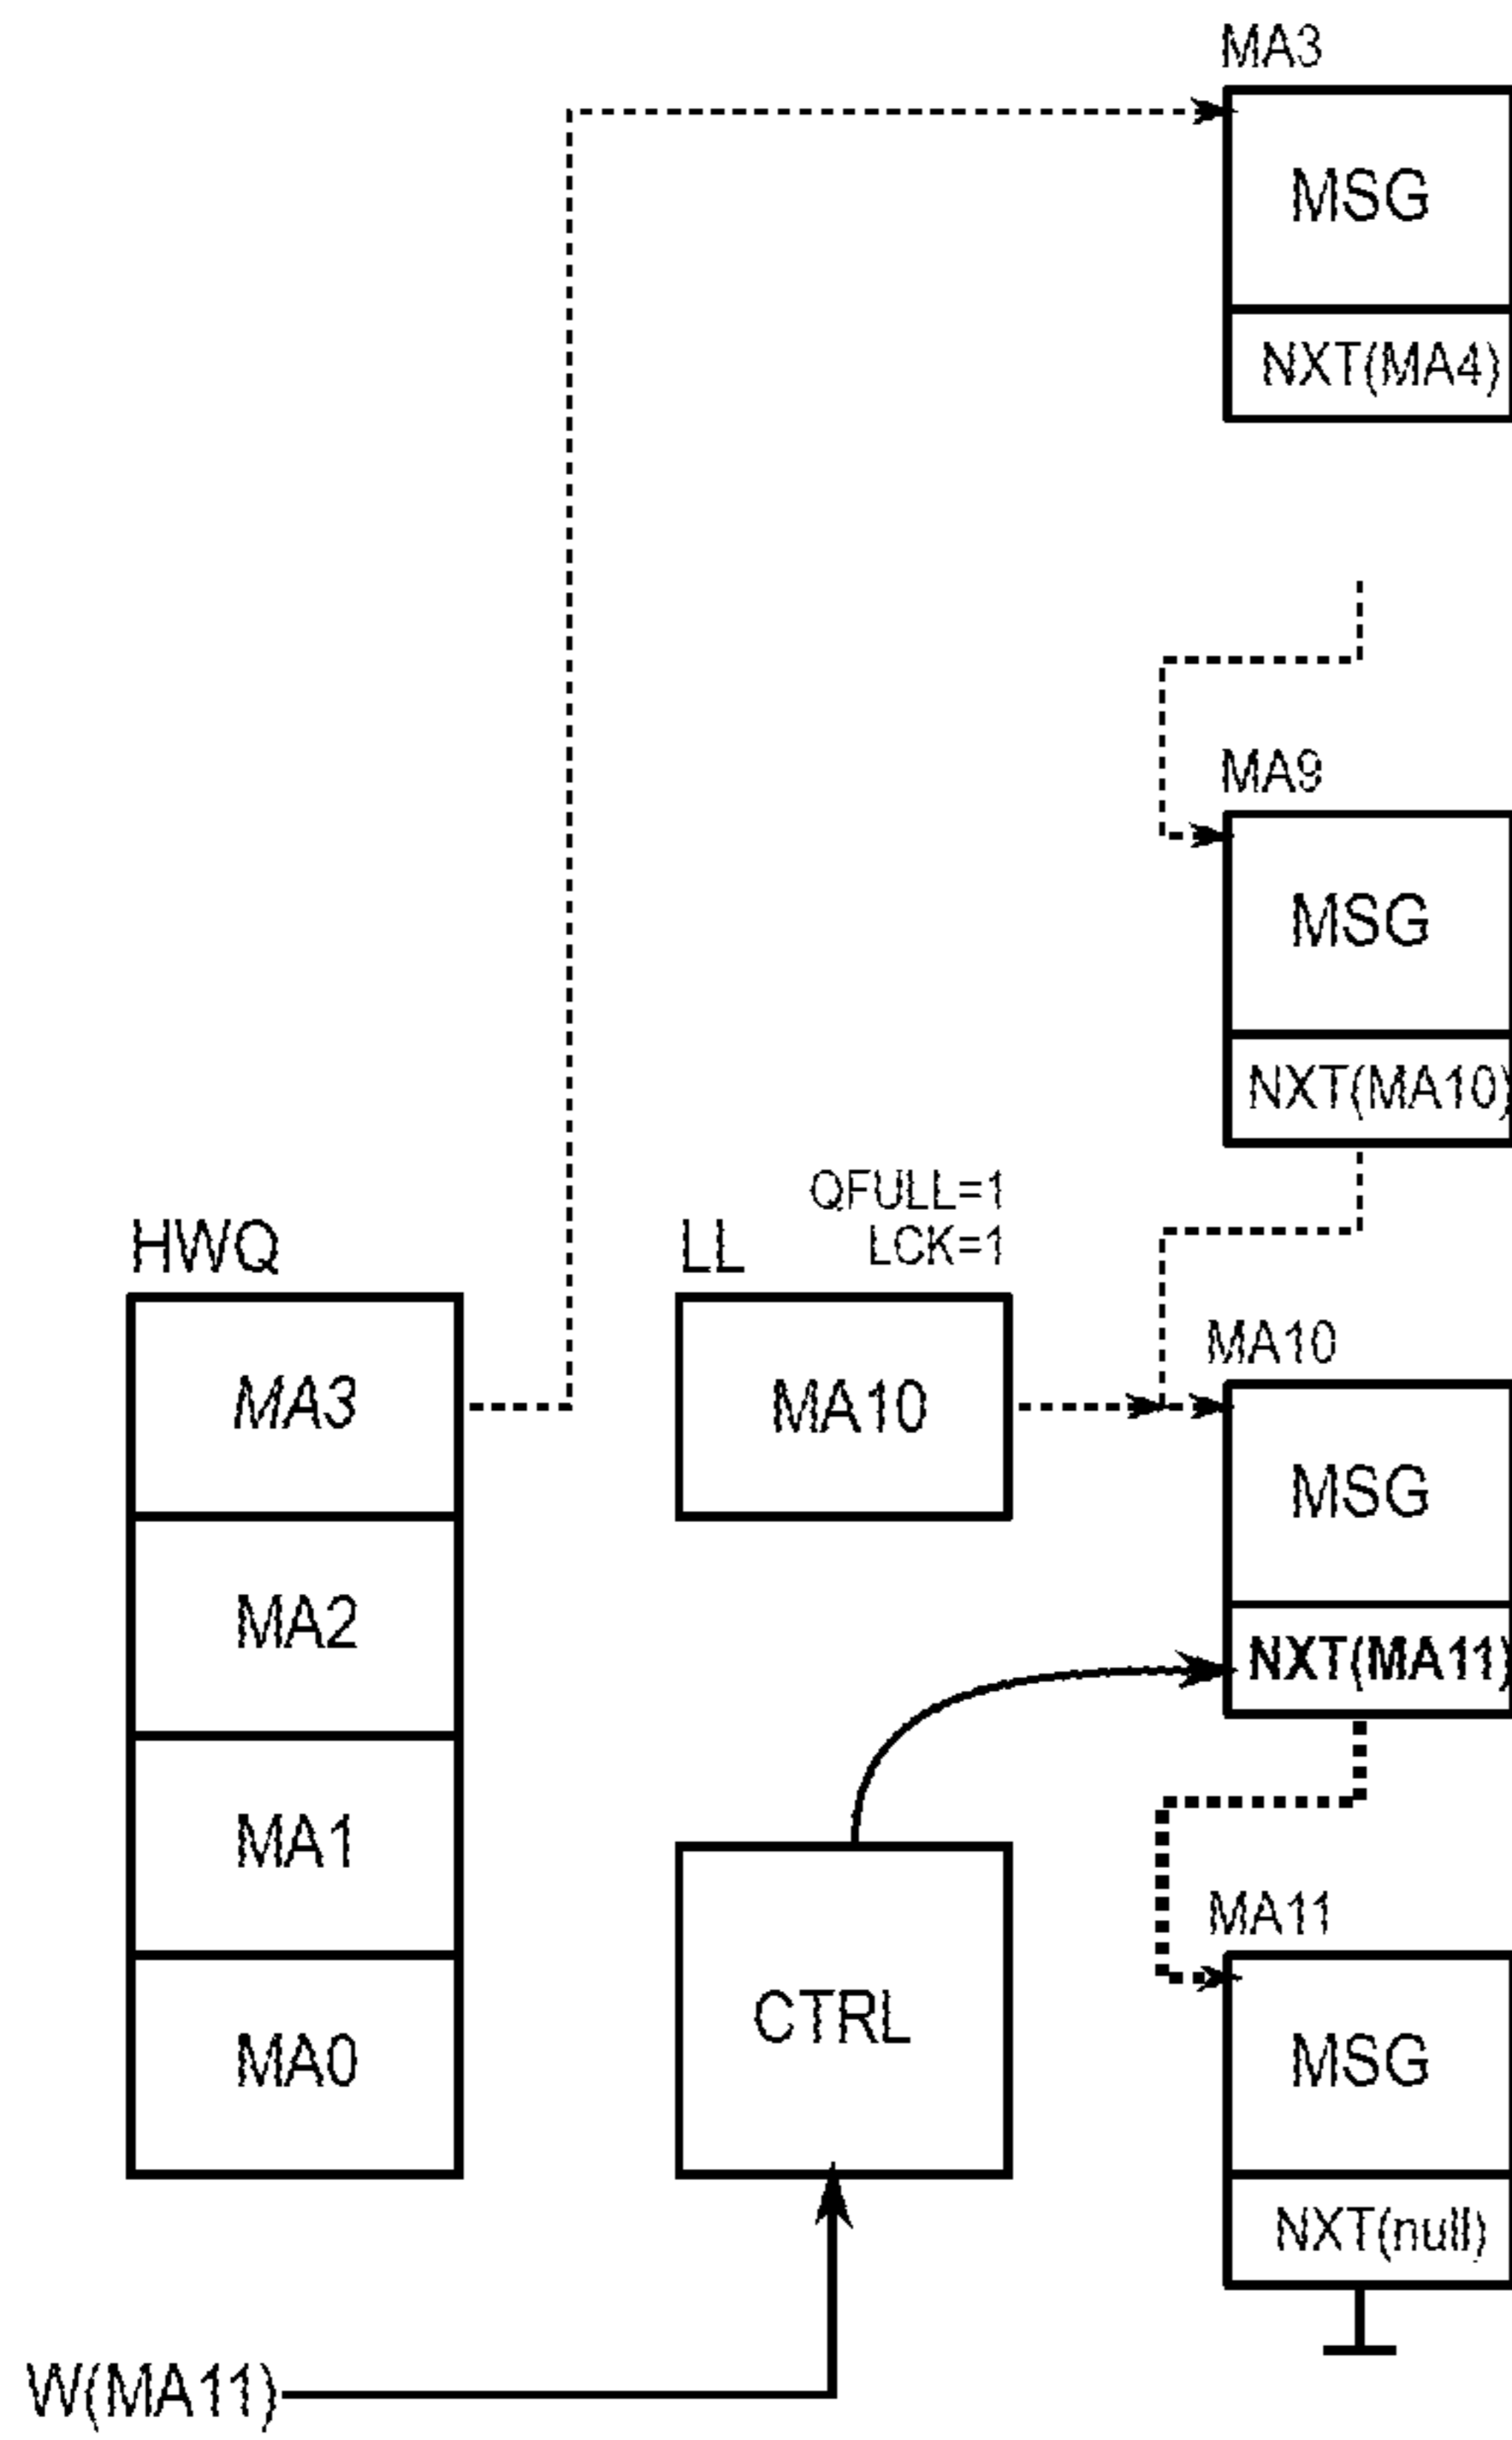 MA3
MSG
NXT(MA4)
MA9
MSG
NXT(MA10)
QFULL=1
LCK=1
HWQ
LL
MA10
MA3
MA10
MSG
MA2
NXT(MA11)
MA1
MA11
CTRL
MSG
MA0
NXT(null)
W(MA11)